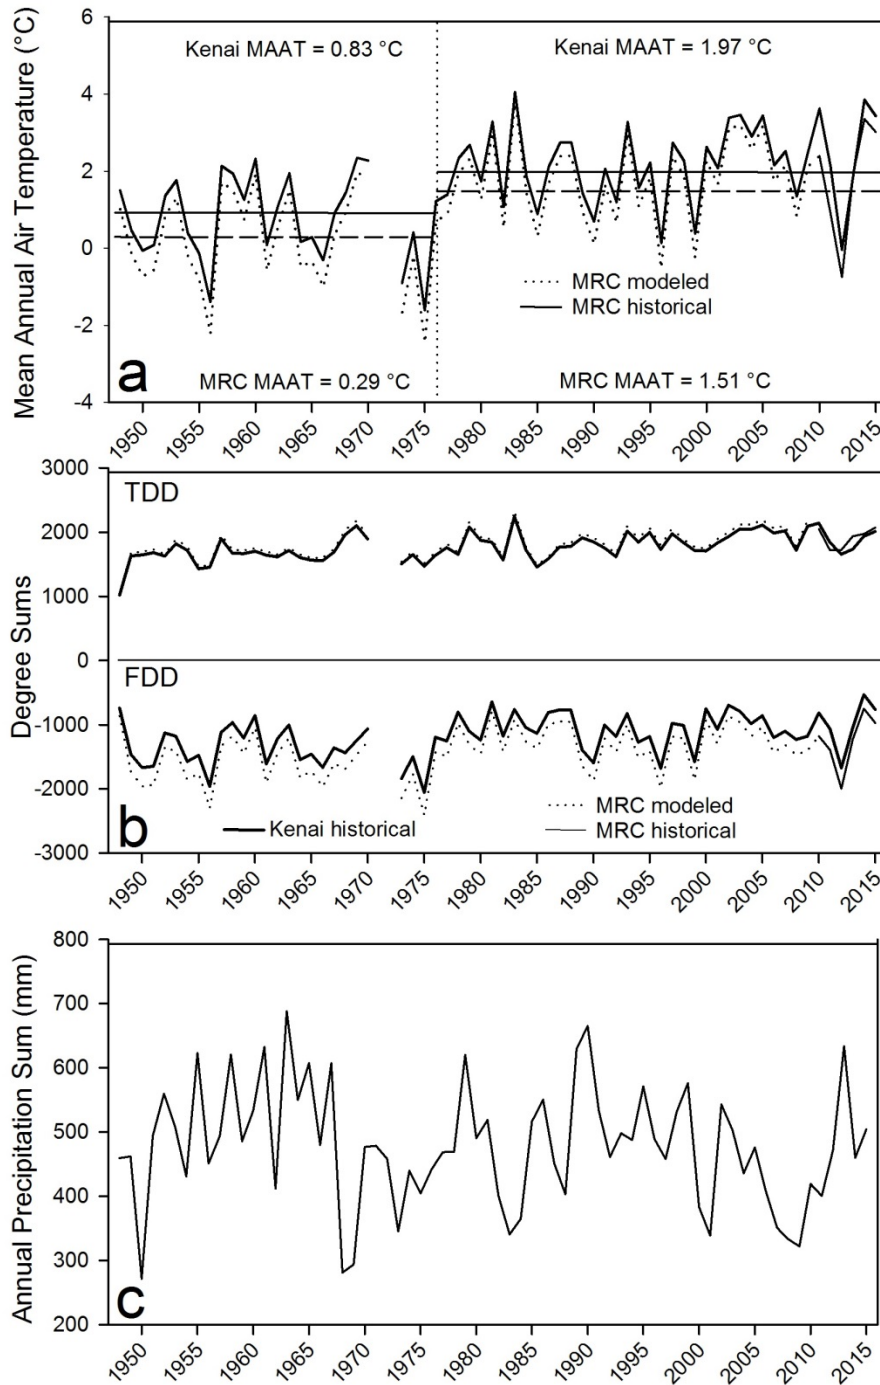 Mean Annual Air Temperature (°C)
6
4
2
0
-2
-4
Kenai MAAT = 0.83 °C
Kenai MAAT = 1.97 °C
MRC modeled
MRC historical
MRC MAAT = 0.29 °C
MRC MAAT = 1.51 °C
a
1950 1955 1960 1965 1970 1975 1980 1985 1990 1995 2000 2005 2010 2015
Degree Sums
3000
2000
1000
0
-1000
-2000
-3000
TDD
FDD
Kenai historical
MRC modeled
MRC historical
b
1950 1955 1960 1965 1970 1975 1980 1985 1990 1995 2000 2005 2010 2015
Annual Precipitation Sum (mm)
800
700
600
500
400
300
200
c
1950 1955 1960 1965 1970 1975 1980 1985 1990 1995 2000 2005 2010 2015